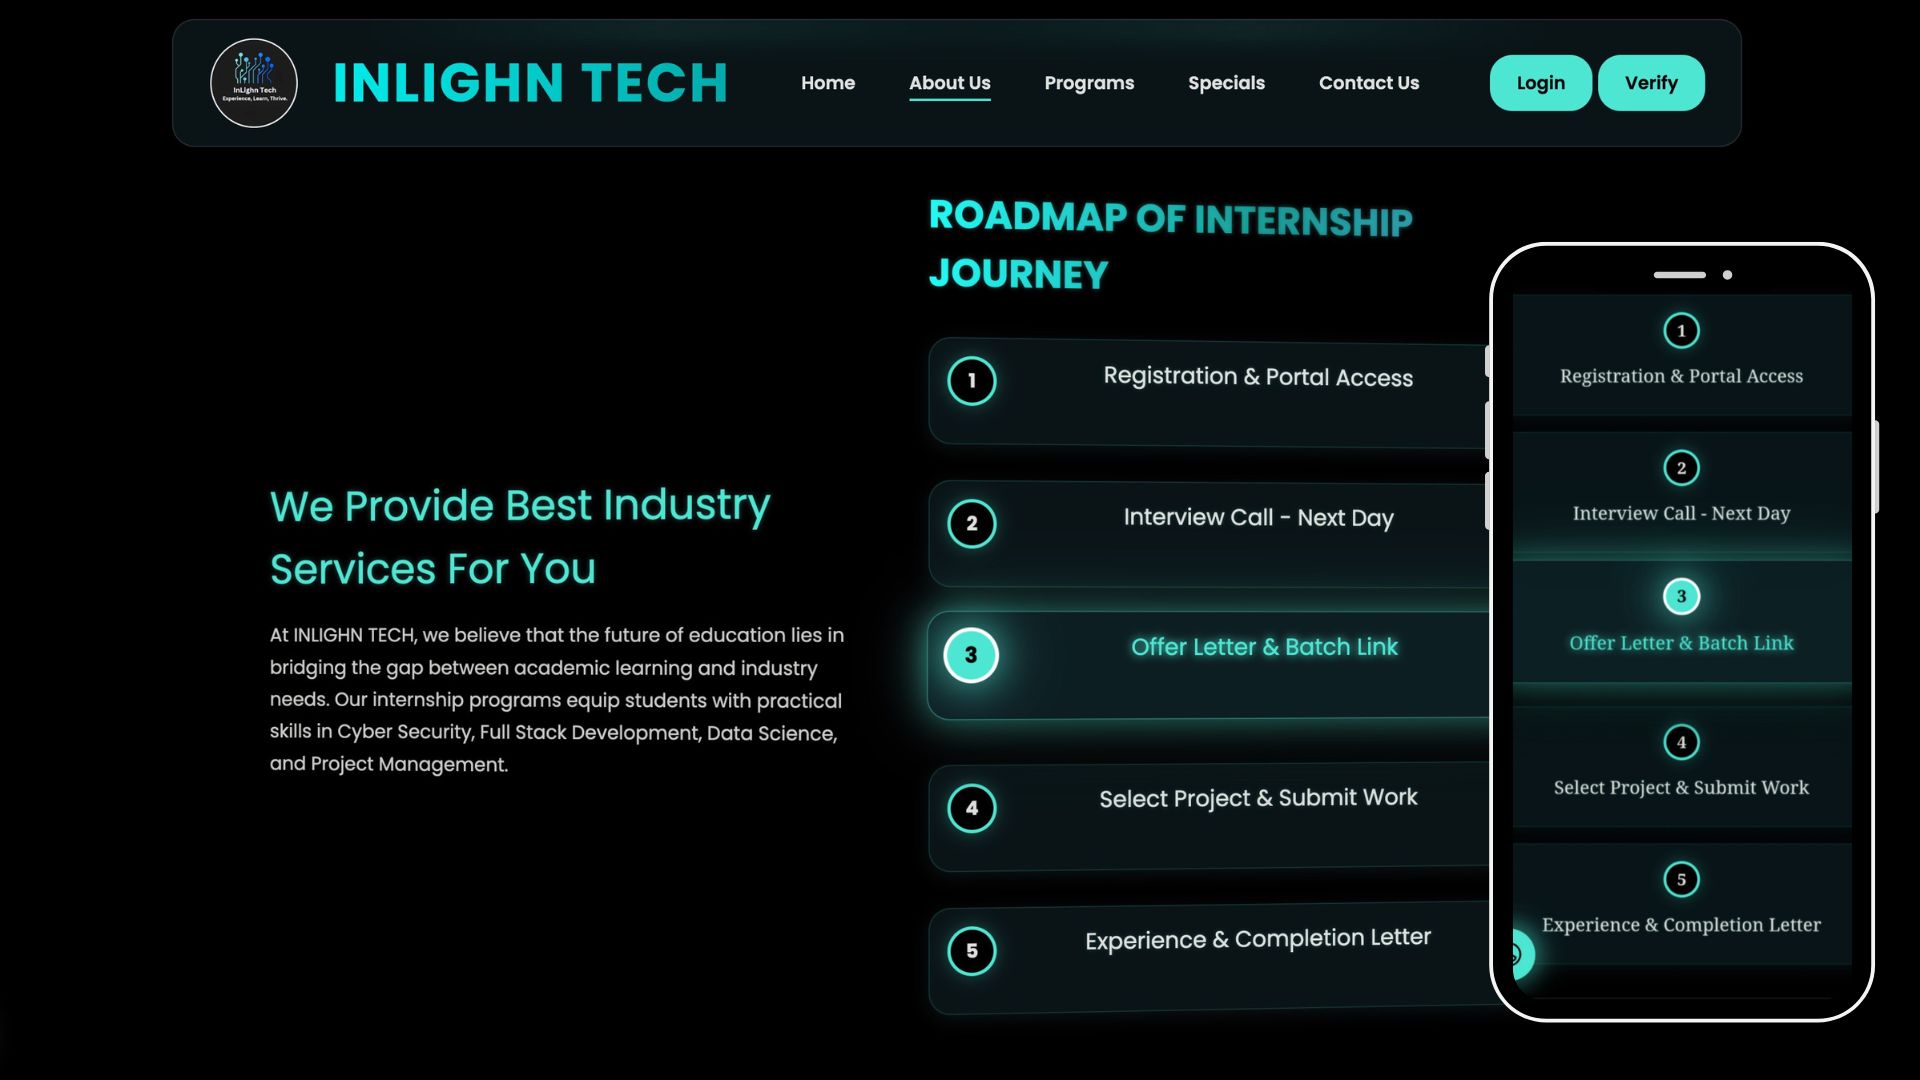 InLighn Tech
Experience, Learn, Thrive.
INLIGHN TECH
Home
About Us
Programs
Specials
Contact Us
Login
Verify
We Provide Best Industry
Services For You
At INLIGHN TECH, we believe that the future of education lies in
bridging the gap between academic learning and industry
needs. Our internship programs equip students with practical
skills in Cyber Security, Full Stack Development, Data Science,
and Project Management.
ROADMAP OF INTERNSHIP
JOURNEY
1
Registration & Portal Access
2
Interview Call - Next Day
3
Offer Letter & Batch Link
4
Select Project & Submit Work
5
Experience & Completion Letter
1
Registration & Portal Access
2
Interview Call - Next Day
3
Offer Letter & Batch Link
4
Select Project & Submit Work
5
Experience & Completion Letter